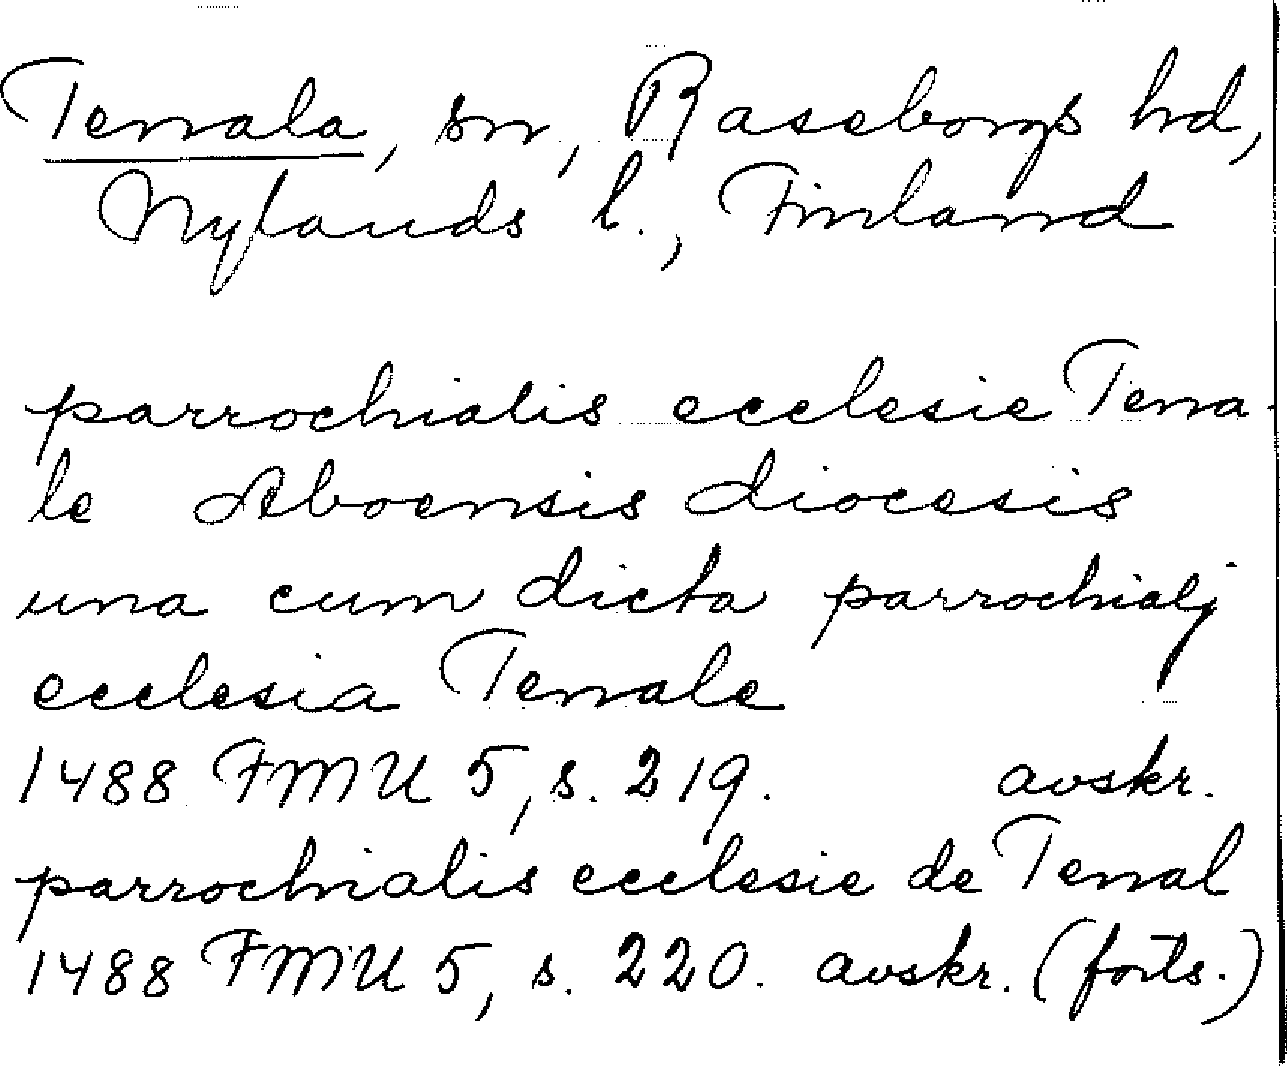 Tenala, sn, Raseborgs hd,
Nylands l., Finland
parrochialis ecclesie Tena-
le Aboensis diocesis
una cum dicta parrochialj
ecclesia Tenale
1488 FMU 5, s. 219. avskr.
parrochialis ecclesie de Tenal
1488 FMU 5, s. 220. avskr. (forts.)